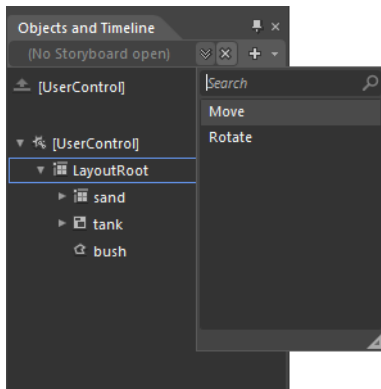 Objects and Timeline
(No Storyboard open)
[UserControl]
Search
Move
Rotate
[UserControl]
LayoutRoot
sand
tank
bush